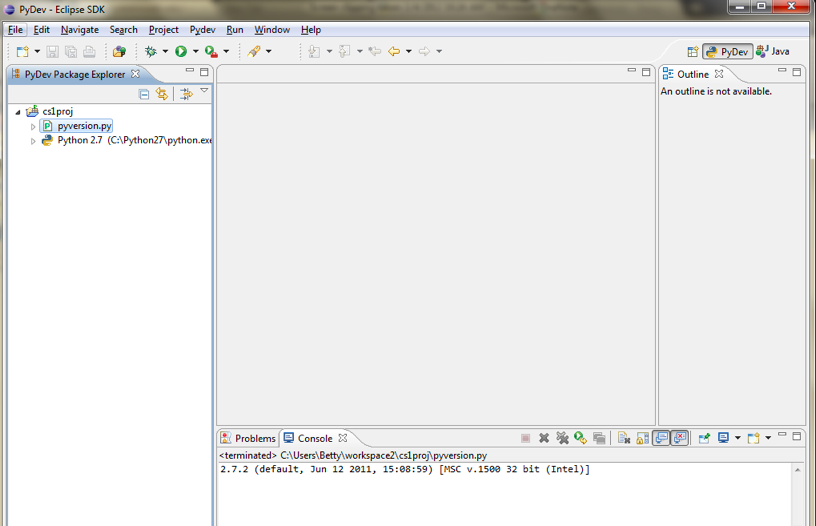 PyDev - Eclipse SDK
File Edit Navigate Search Project Pydev Run Window Help
PyDev Java
PyDev Package Explorer
Outline
An outline is not available.
cs1proj
pyversion.py
Python 2.7 (C:\Python27\python.exe
Problems Console
<terminated> C:\Users\Betty\workspace2\cs1proj\pyversion.py
2.7.2 (default, Jun 12 2011, 15:08:59) [MSC v.1500 32 bit (Intel)]